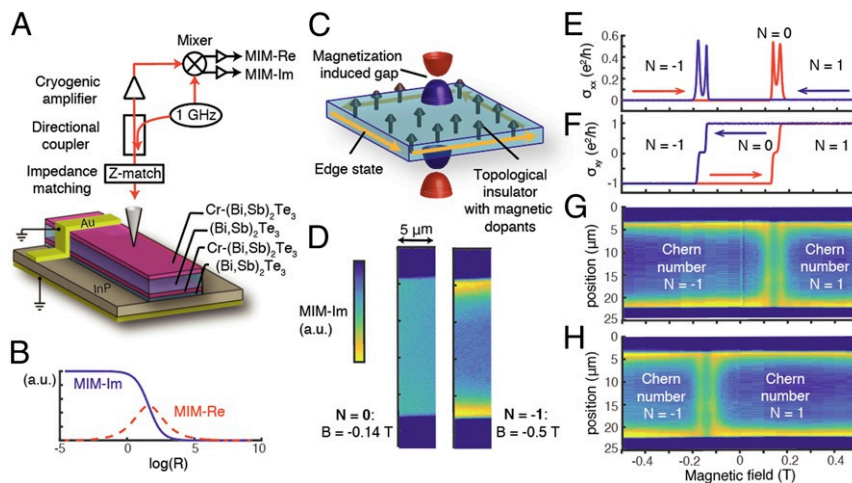 A
Mixer
MIM-Re
MIM-Im
Cryogenic
amplifier
1 GHz
Directional
coupler
Impedance
matching
Z-match
Au
InP
Cr-(Bi,Sb)2Te3
(Bi,Sb)2Te3
Cr-(Bi,Sb)2Te3
(Bi,Sb)2Te3
B
(a.u.)
MIM-Im
MIM-Re
-5 0 5 10
log(R)
C
Magnetization
induced gap
Edge state
Topological
insulator
with magnetic
dopants
D
5 μm
MIM-Im
(a.u.)
N = 0:
B = -0.14 T
N = -1:
B = -0.5 T
E
σxx (e²/h)
0.6
0.4
0.2
0
N = -1
N = 0
N = 1
F
σxy (e²/h)
1
0
-1
N = -1
N = 0
N = 1
G
position (μm)
0
5
10
15
20
25
Chern
number
N = -1
Chern
number
N = 1
H
position (μm)
0
5
10
15
20
25
Chern
number
N = -1
Chern
number
N = 1
-0.4 -0.2 0 0.2 0.4
Magnetic field (T)